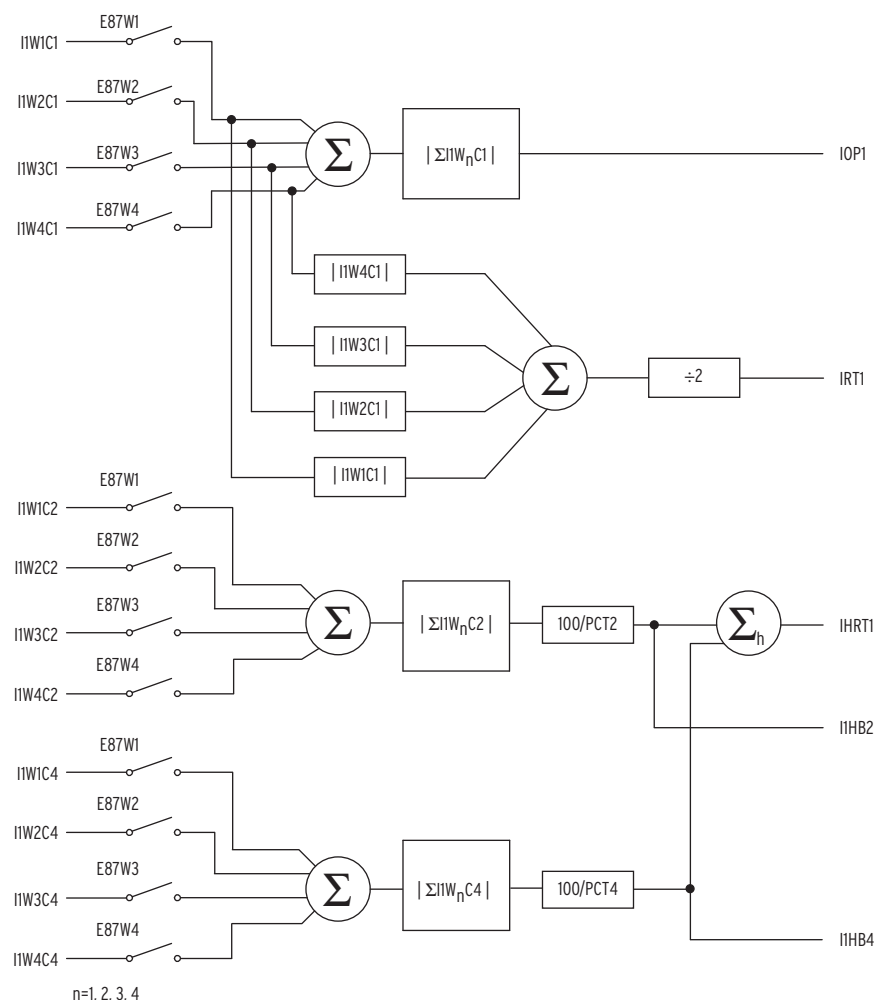 E87W1
I1W1C1
E87W2
I1W2C1
E87W3
I1W3C1
E87W4
I1W4C1
Σ
| ΣI1WnC1 |
IOP1
| I1W4C1 |
| I1W3C1 |
| I1W2C1 |
| I1W1C1 |
Σ
÷2
IRT1
E87W1
I1W1C2
E87W2
I1W2C2
E87W3
I1W3C2
E87W4
I1W4C2
Σ
| ΣI1WnC2 |
100/PCT2
Σh
IHRT1
I1HB2
E87W1
I1W1C4
E87W2
I1W2C4
E87W3
I1W3C4
E87W4
I1W4C4
Σ
| ΣI1WnC4 |
100/PCT4
I1HB4
n=1, 2, 3, 4